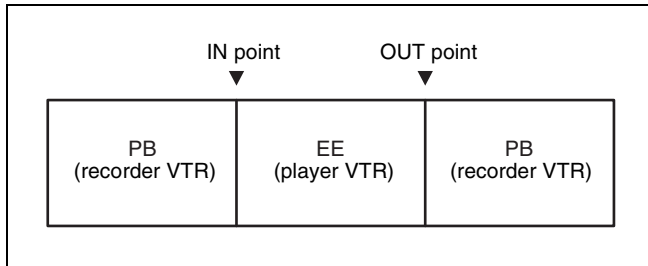 IN point OUT point
PB EE PB
(recorder VTR) (player VTR) (recorder VTR)